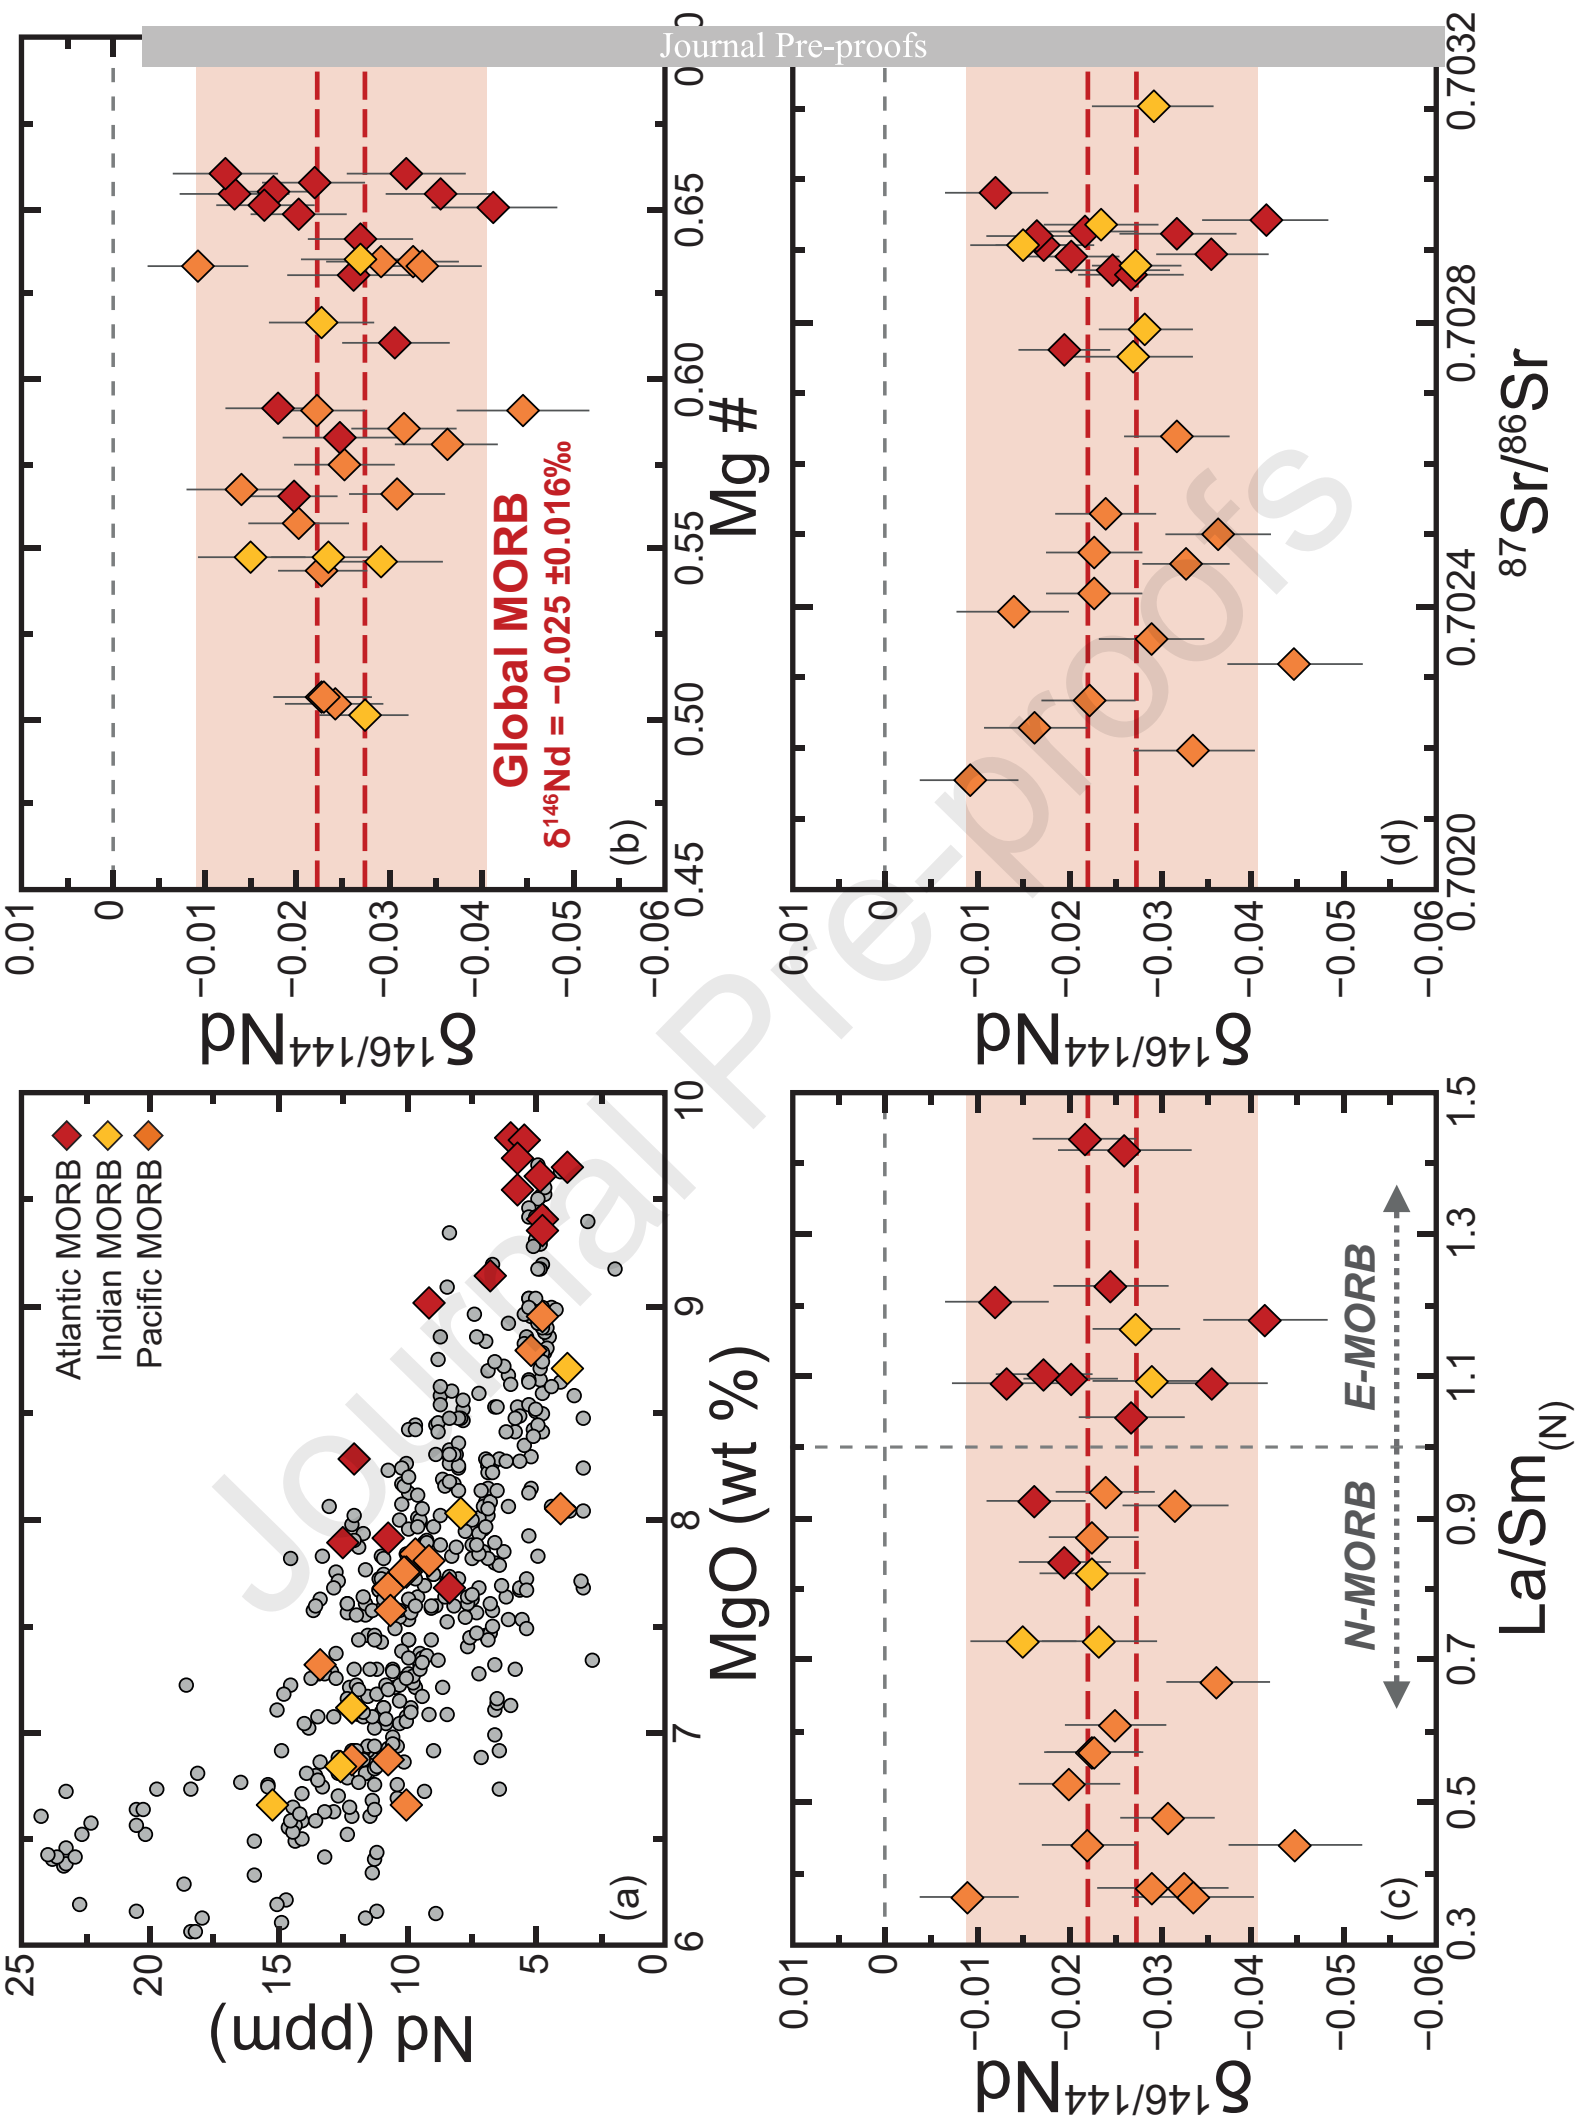 Journal Pre-proofs
Nd (ppm)
25
20
15
10
5
0
Atlantic MORB
Indian MORB
Pacific MORB
(a)
6
7
8
9
10
MgO (wt %)
δ146/144Nd
0.01
0
−0.01
−0.02
−0.03
−0.04
−0.05
−0.06
Global MORB
δ146Nd = −0.025 ±0.016‰
(b)
0.45
0.50
0.55
0.60
0.65
Mg #
δ146/144Nd
0.01
0
−0.01
−0.02
−0.03
−0.04
−0.05
−0.06
N-MORB E-MORB
(c)
0.3
0.5
0.7
0.9
1.1
1.3
1.5
La/Sm(N)
δ146/144Nd
0.01
0
−0.01
−0.02
−0.03
−0.04
−0.05
−0.06
(d)
0.7020
0.7024
0.7028
0.7032
87Sr/86Sr
Journal Pre-proofs